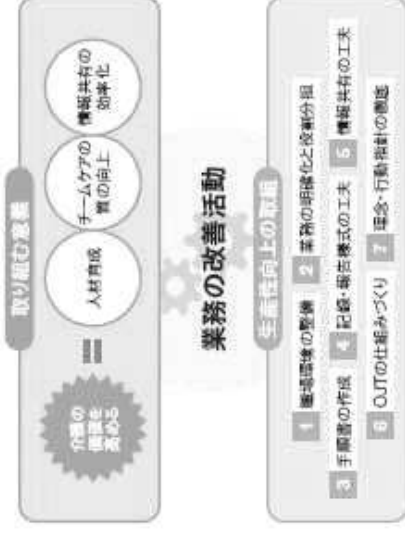 取り組む意義
介護の
価値を
高める
=
人材育成
チームケアの
質の向上
情報共有の
効率化
業務の改善活動
生産性向上の取組
1 職場環境の整備
2 業務の明確化と役割分担
3 手順書の作成
4 記録・報告様式の工夫
5 情報共有の工夫
6 OJTの仕組みづくり
7 理念・行動指針の徹底